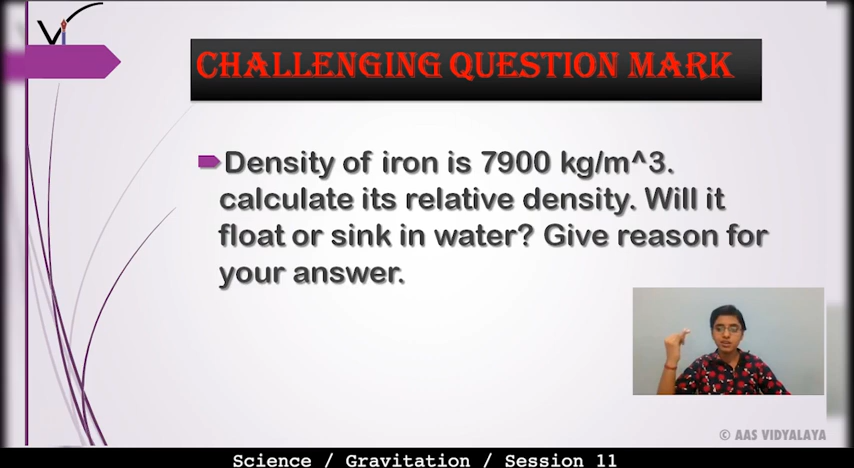 CHALLENGING QUESTION MARK
Density of iron is 7900 kg/m^3.
calculate its relative density. Will it
float or sink in water? Give reason for
your answer.
© AAS VIDYALAYA
Science / Gravitation / Session 11